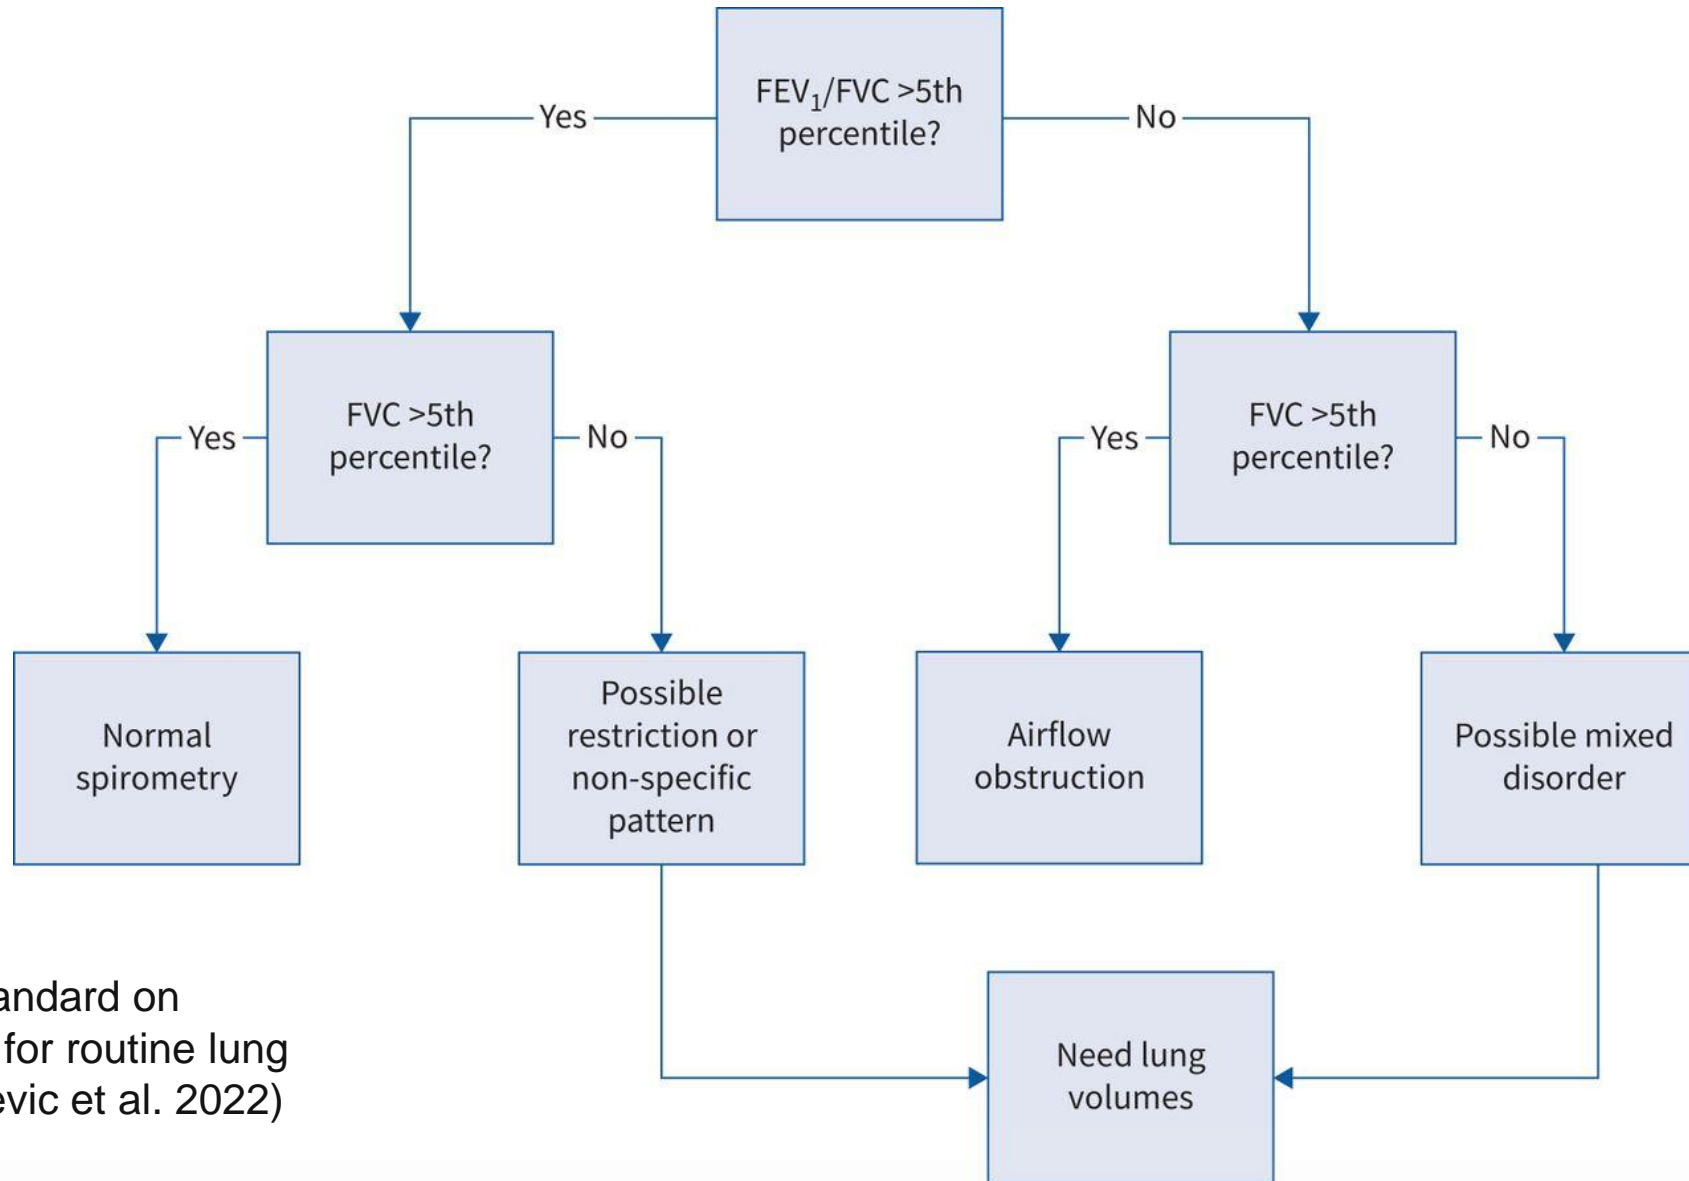 FEV₁/FVC >5th
percentile?
Yes
No
FVC >5th
percentile?
FVC >5th
percentile?
Yes
No
Yes
No
Normal
spirometry
Possible
restriction or
non-specific
pattern
Airflow
obstruction
Possible mixed
disorder
andard on
for routine lung
evic et al. 2022)
Need lung
volumes